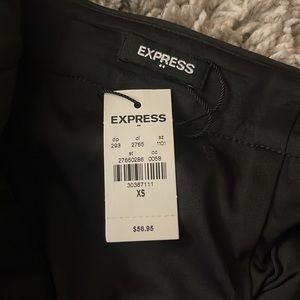 EXPRESS
EXPRESS
dp cl sz
293 2765 1101
st cc
27650286 0058
30367111
XS
$56.95